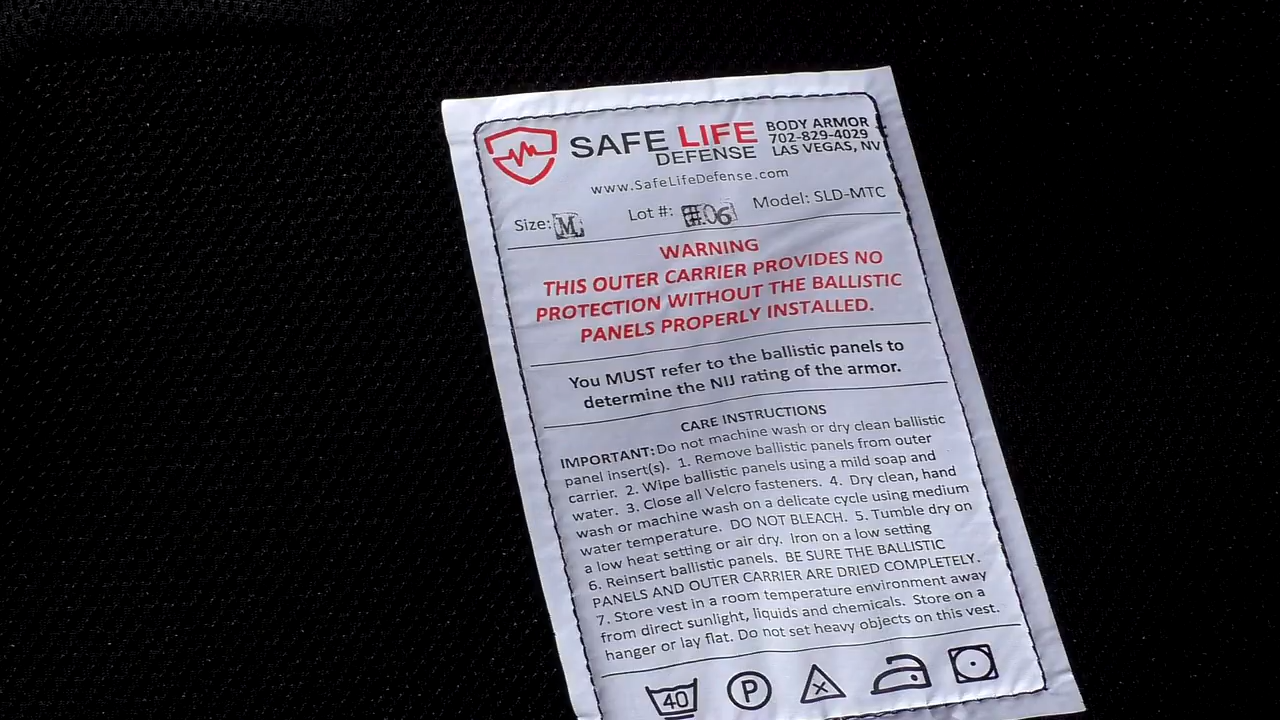 SAFE LIFE
DEFENSE
BODY ARMOR
702-829-4029
LAS VEGAS, NV
www.SafeLifeDefense.com
Size: M Lot #: #06 Model: SLD-MTC
WARNING
THIS OUTER CARRIER PROVIDES NO
PROTECTION WITHOUT THE BALLISTIC
PANELS PROPERLY INSTALLED.
You MUST refer to the ballistic panels to
determine the NIJ rating of the armor.
CARE INSTRUCTIONS
IMPORTANT: Do not machine wash or dry clean ballistic
panel insert(s). 1. Remove ballistic panels from outer
carrier. 2. Wipe ballistic panels using a mild soap and
water. 3. Close all Velcro fasteners. 4. Dry clean, hand
wash or machine wash on a delicate cycle using medium
water temperature. DO NOT BLEACH. 5. Tumble dry on
a low heat setting or air dry. Iron on a low setting
6. Reinsert ballistic panels. BE SURE THE BALLISTIC
PANELS AND OUTER CARRIER ARE DRIED COMPLETELY.
7. Store vest in a room temperature environment away
from direct sunlight, liquids and chemicals. Store on a
hanger or lay flat. Do not set heavy objects on this vest.
40 P